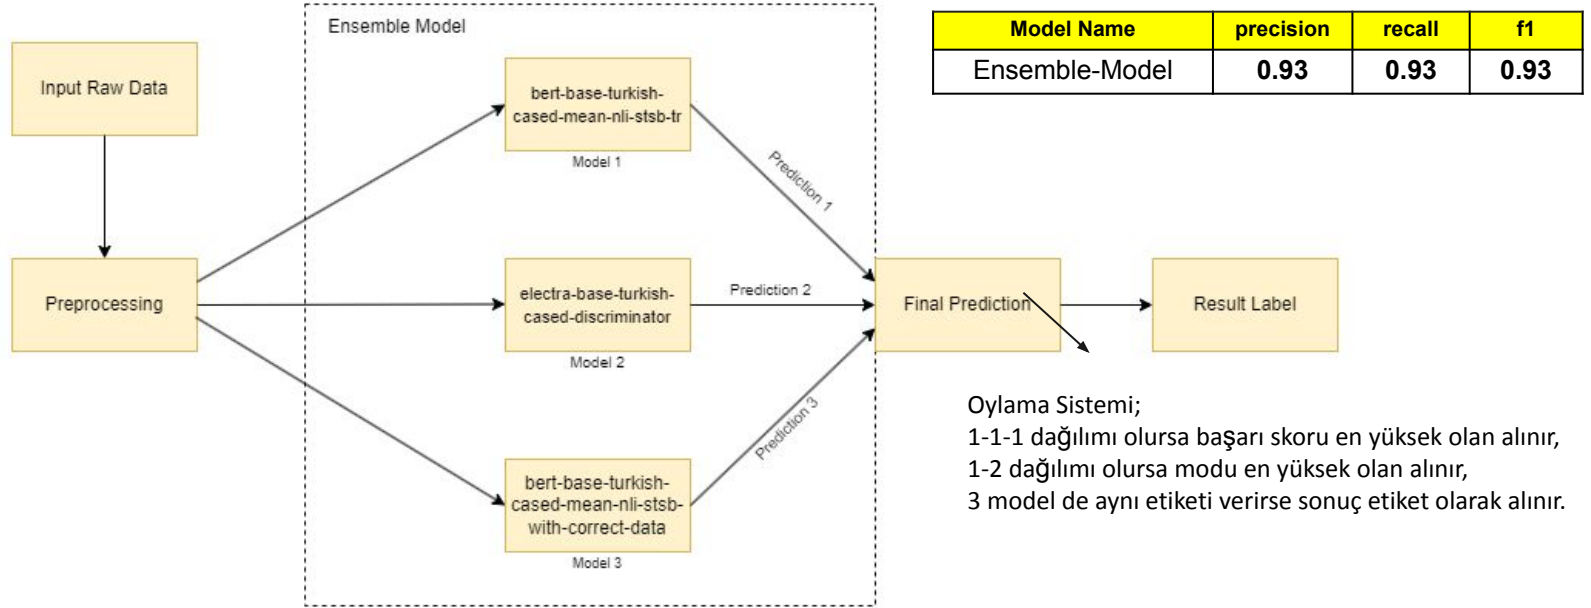 Ensemble Model
Model Name precision recall f1
Ensemble-Model 0.93 0.93 0.93
Input Raw Data
Preprocessing
bert-base-turkish-
cased-mean-nli-stsb-tr
Model 1
Prediction 1
electra-base-turkish-
cased-discriminator
Model 2
Prediction 2
bert-base-turkish-
cased-mean-nli-stsb-
with-correct-data
Model 3
Prediction 3
Final Prediction
Result Label
Oylama Sistemi;
1-1-1 dağılımı olursa başarı skoru en yüksek olan alınır,
1-2 dağılımı olursa modu en yüksek olan alınır,
3 model de aynı etiketi verirse sonuç etiket olarak alınır.